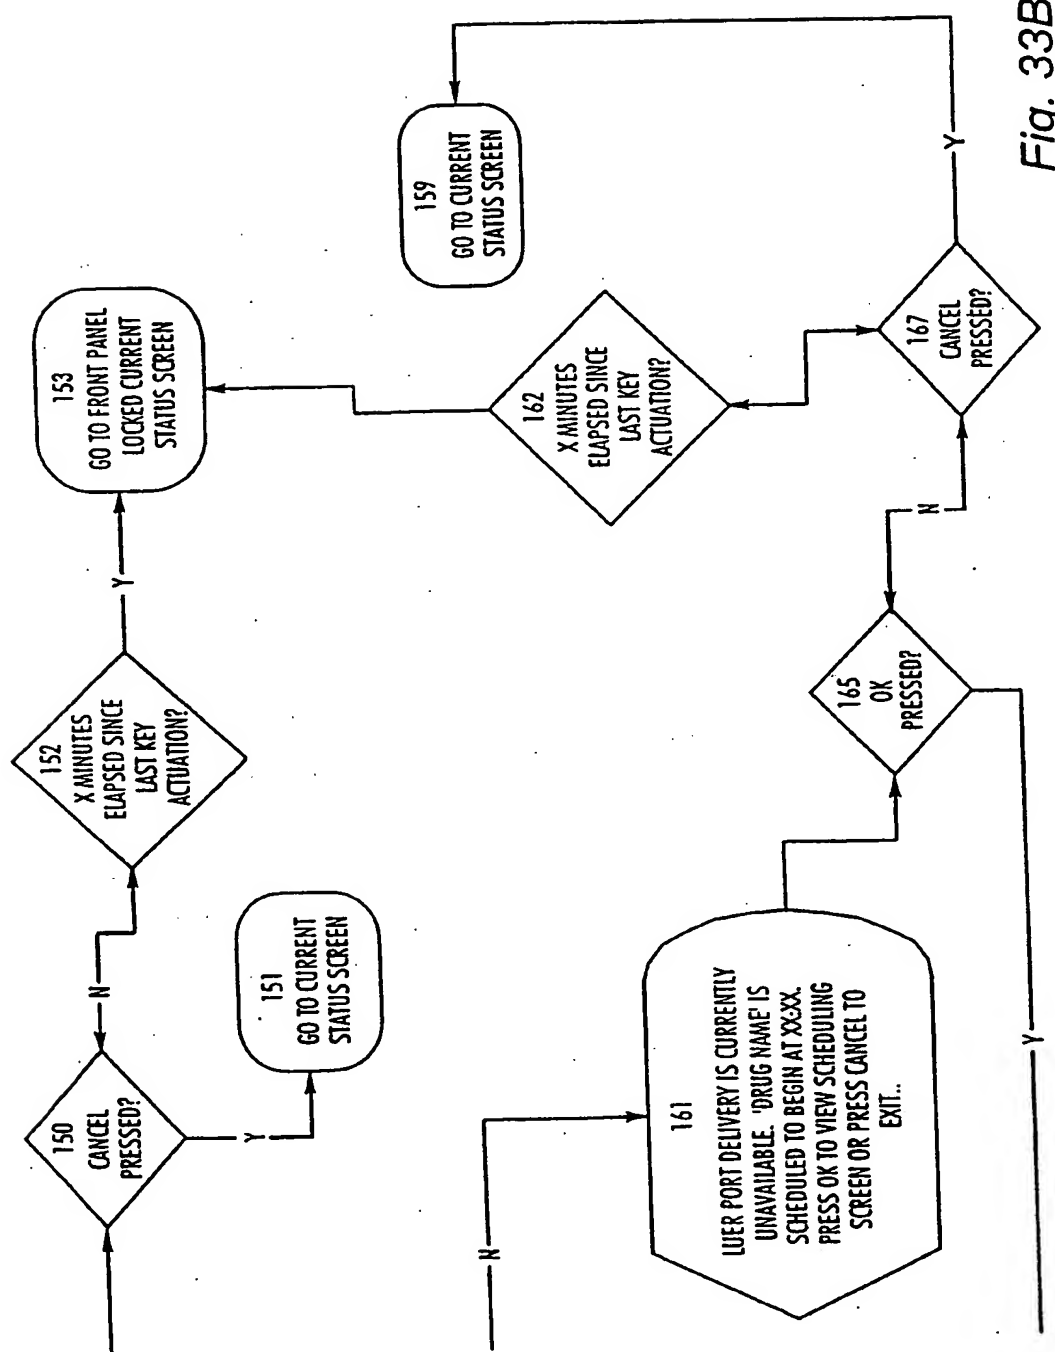 150
CANCEL
PRESSED?
N
Y
151
GO TO CURRENT
STATUS SCREEN
152
X MINUTES
ELAPSED SINCE
LAST KEY
ACTUATION?
Y
153
GO TO FRONT PANEL
LOCKED CURRENT
STATUS SCREEN
N
161
LUER PORT DELIVERY IS CURRENTLY
UNAVAILABLE. 'DRUG NAME' IS
SCHEDULED TO BEGIN AT XX:XX.
PRESS OK TO VIEW SCHEDULING
SCREEN OR PRESS CANCEL TO
EXIT..
165
OK
PRESSED?
Y
N
162
X MINUTES
ELAPSED SINCE
LAST KEY
ACTUATION?
167
CANCEL
PRESSED?
Y
159
GO TO CURRENT
STATUS SCREEN
Fig. 33B